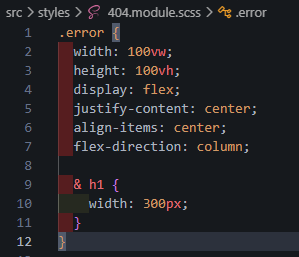 src > styles > 404.module.scss > .error
1 .error {
2 width: 100vw;
3 height: 100vh;
4 display: flex;
5 justify-content: center;
6 align-items: center;
7 flex-direction: column;
8
9 & h1 {
10 width: 300px;
11 }
12 }